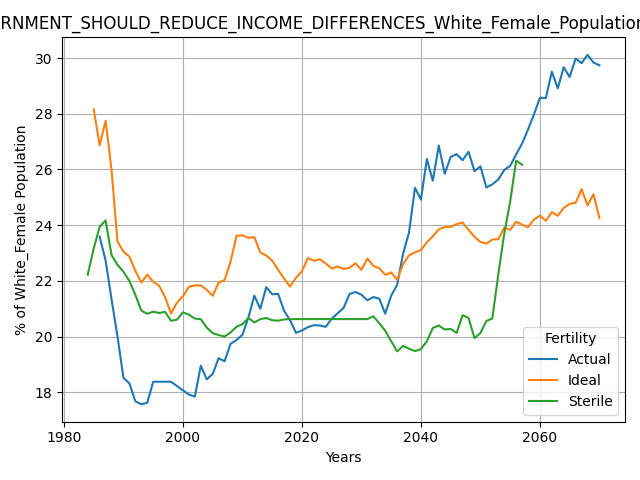 RNMENT_SHOULD_REDUCE_INCOME_DIFFERENCES_White_Female_Population
% of White_Female Population
30
28
26
24
22
20
18
1980
2000
2020
2040
2060
Years
Fertility
Actual
Ideal
Sterile